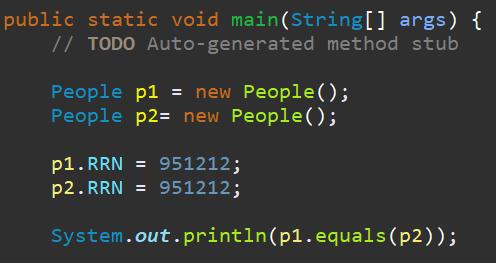 public static void main(String[] args) {
// TODO Auto-generated method stub
People p1 = new People();
People p2= new People();
p1.RRN = 951212;
p2.RRN = 951212;
System.out.println(p1.equals(p2));